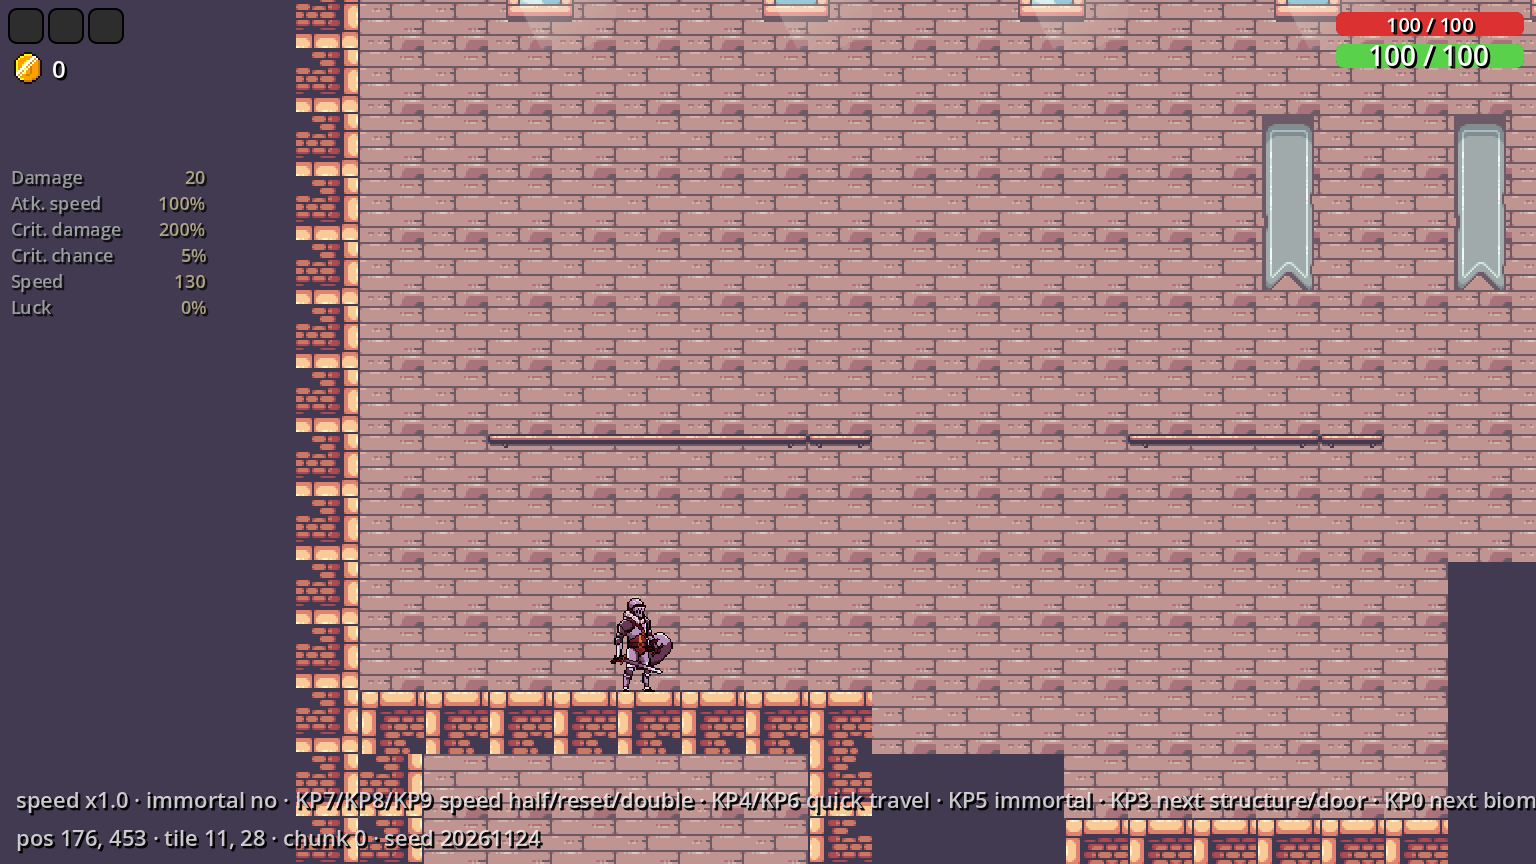 0
100 / 100
100 / 100
Damage 20
Atk. speed 100%
Crit. damage 200%
Crit. chance 5%
Speed 130
Luck 0%
speed x1.0 · immortal no · KP7/KP8/KP9 speed half/reset/double · KP4/KP6 quick travel · KP5 immortal · KP3 next structure/door · KP0 next biom
pos 176, 453 · tile 11, 28 · chunk 0 · seed 20261124